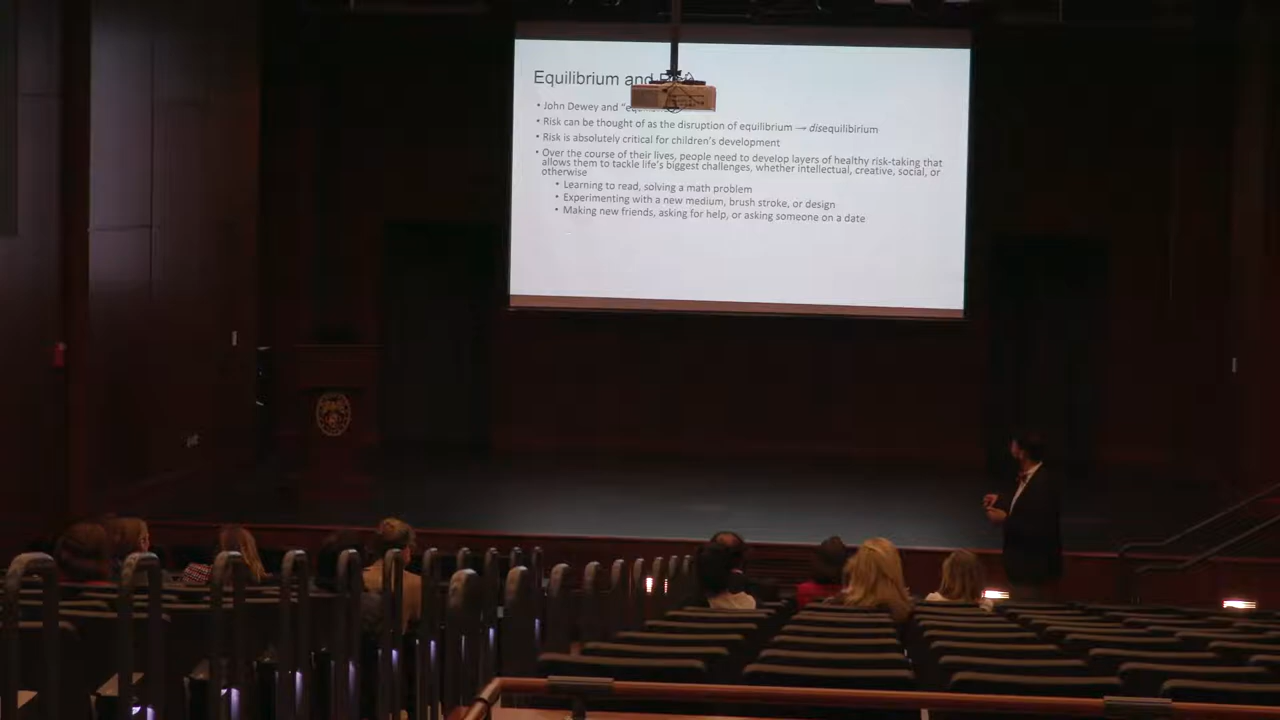 Equilibrium and
• John Dewey and
• Risk can be thought of as the disruption of equilibrium → disequilibirium
• Risk is absolutely critical for children's development
• Over the course of their lives, people need to develop layers of healthy risk-taking that
allows them to tackle life's biggest challenges, whether intellectual, creative, social, or
otherwise
• Learning to read, solving a math problem
• Experimenting with a new medium, brush stroke, or design
• Making new friends, asking for help, or asking someone on a date